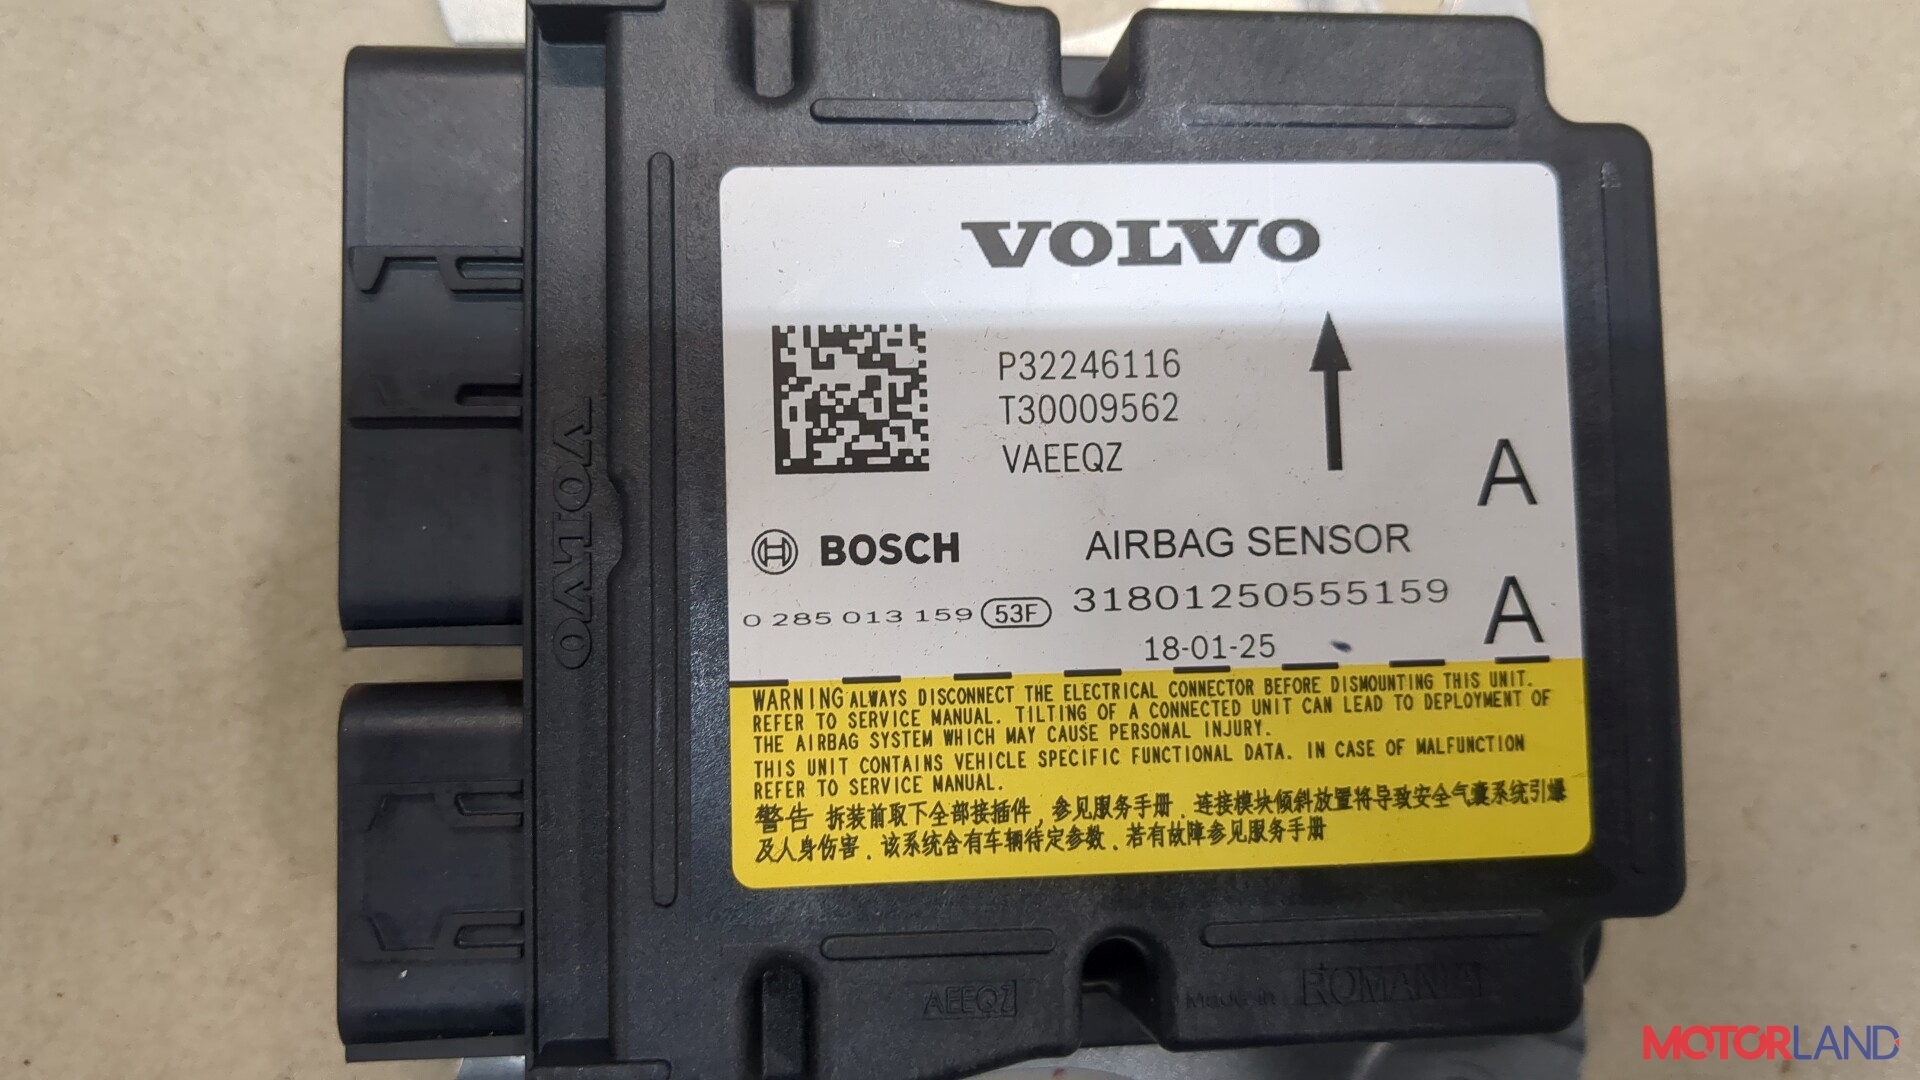 VOLVO
P32246116
T30009562
VAEEQZ
A
BOSCH AIRBAG SENSOR
0 285 013 159 53F 31801250555159 A
18-01-25
WARNING ALWAYS DISCONNECT THE ELECTRICAL CONNECTOR BEFORE DISMOUNTING THIS UNIT.
REFER TO SERVICE MANUAL. TILTING OF A CONNECTED UNIT CAN LEAD TO DEPLOYMENT OF
THE AIRBAG SYSTEM WHICH MAY CAUSE PERSONAL INJURY.
THIS UNIT CONTAINS VEHICLE SPECIFIC FUNCTIONAL DATA. IN CASE OF MALFUNCTION
REFER TO SERVICE MANUAL.
警告 拆装前取下全部接插件，参见服务手册．连接模块倾斜放置将导致安全气囊系统引爆
及人身伤害．该系统含有车辆待定参数．若有故障参见服务手册
VOLVO
AEEQZ
Made in ROMANIA
MOTORLAND